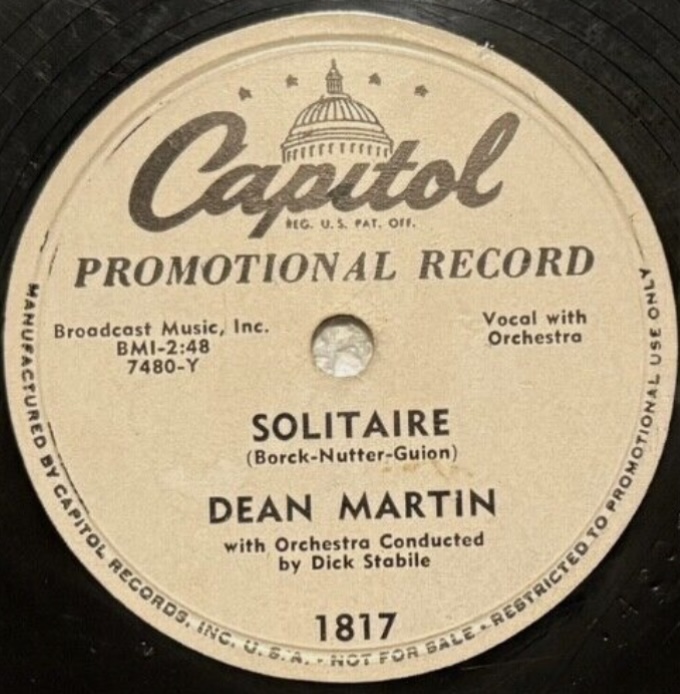 Capitol
REG. U.S. PAT. OFF.
PROMOTIONAL RECORD
Broadcast Music, Inc.
BMI-2:48
7480-Y
Vocal with
Orchestra
SOLITAIRE
(Borck-Nutter-Guion)
DEAN MARTIN
with Orchestra Conducted
by Dick Stabile
1817
MANUFACTURED BY CAPITOL RECORDS, INC. U.S.A. - NOT FOR SALE - RESTRICTED TO PROMOTIONAL USE ONLY